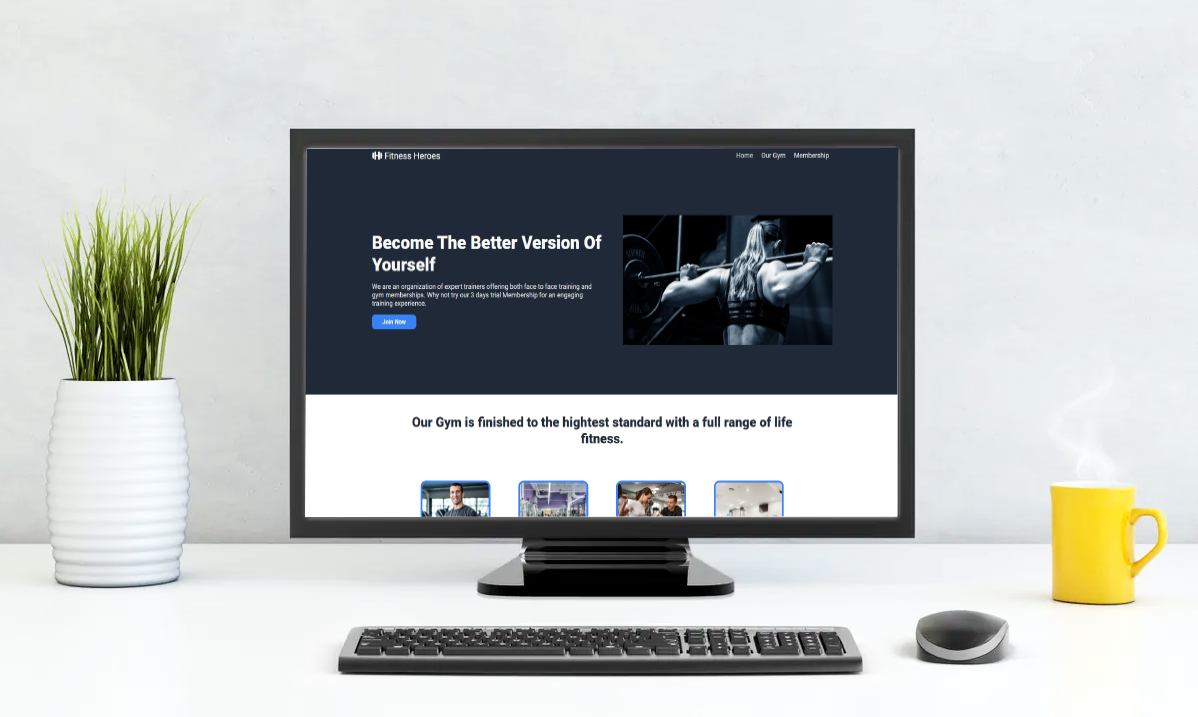 Fitness Heroes
Home Our Gym Membership
Become The Better Version Of
Yourself
We are an organization of expert trainers offering both face to face training and
gym memberships. Why not try our 3 days trial Membership for an engaging
training experience.
Join Now
Our Gym is finished to the hightest standard with a full range of life
fitness.